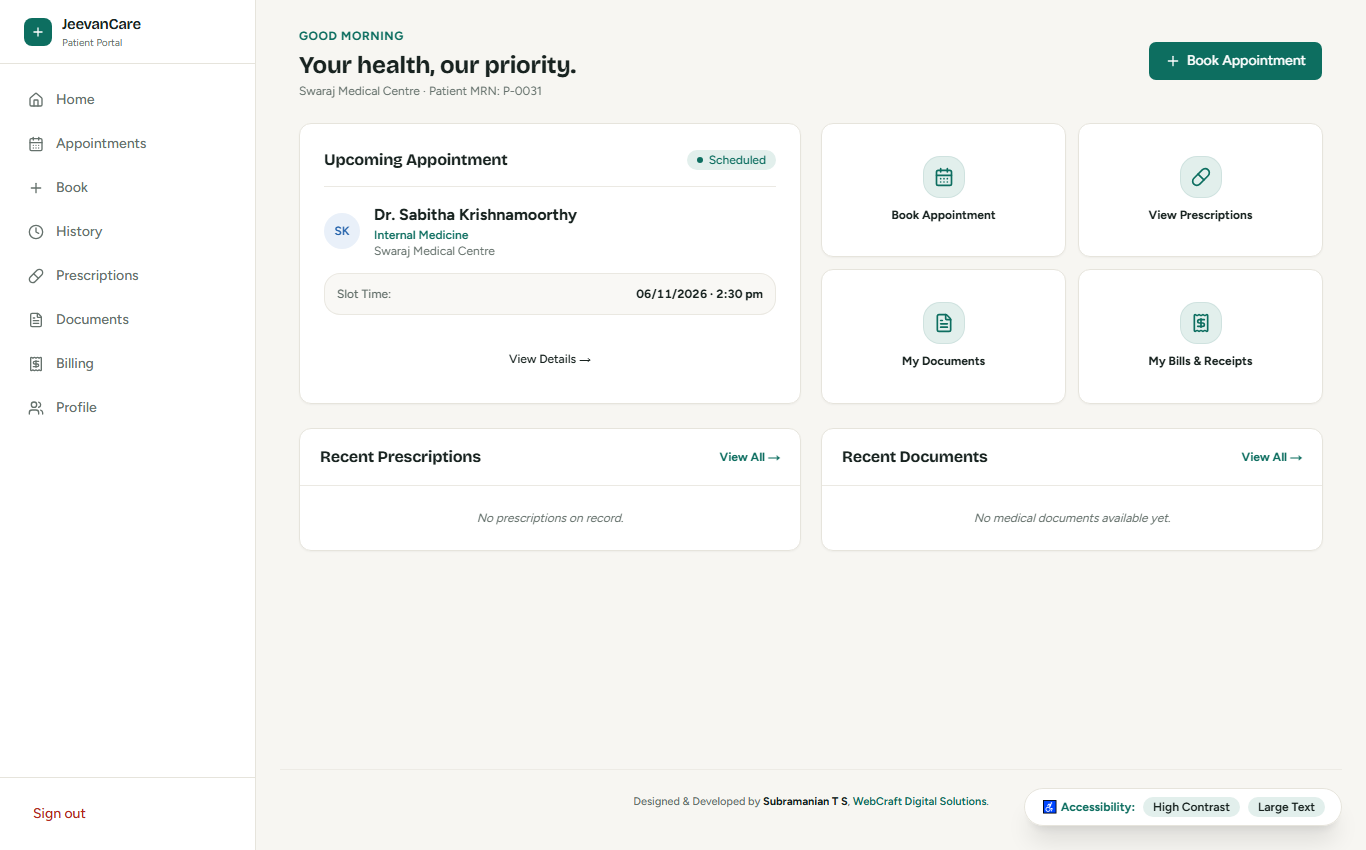 JeevanCare
Patient Portal
Home
Appointments
Book
History
Prescriptions
Documents
Billing
Profile
Sign out
GOOD MORNING
Your health, our priority.
Swaraj Medical Centre · Patient MRN: P-0031
+ Book Appointment
Upcoming Appointment
Scheduled
SK
Dr. Sabitha Krishnamoorthy
Internal Medicine
Swaraj Medical Centre
Slot Time: 06/11/2026 · 2:30 pm
View Details →
Book Appointment
View Prescriptions
My Documents
My Bills & Receipts
Recent Prescriptions
View All →
No prescriptions on record.
Recent Documents
View All →
No medical documents available yet.
Designed & Developed by Subramanian T S, WebCraft Digital Solutions.
♿ Accessibility: High Contrast Large Text